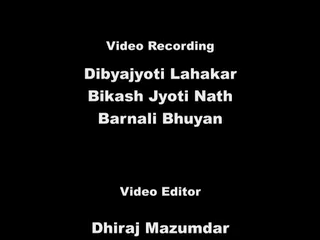 Video Recording
Dibyajyoti Lahakar
Bikash Jyoti Nath
Barnali Bhuyan
Video Editor
Dhiraj Mazumdar